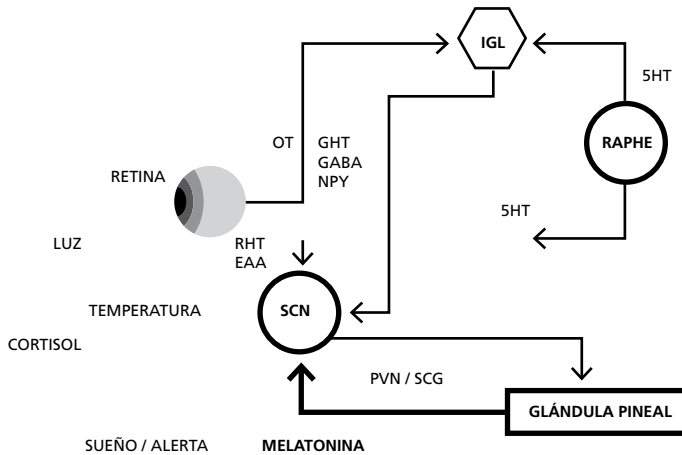 IGL
5HT
OT
GHT
GABA
NPY
RAPHE
RETINA
5HT
LUZ
RHT
EAA
TEMPERATURA
SCN
CORTISOL
PVN / SCG
GLÁNDULA PINEAL
SUEÑO / ALERTA
MELATONINA